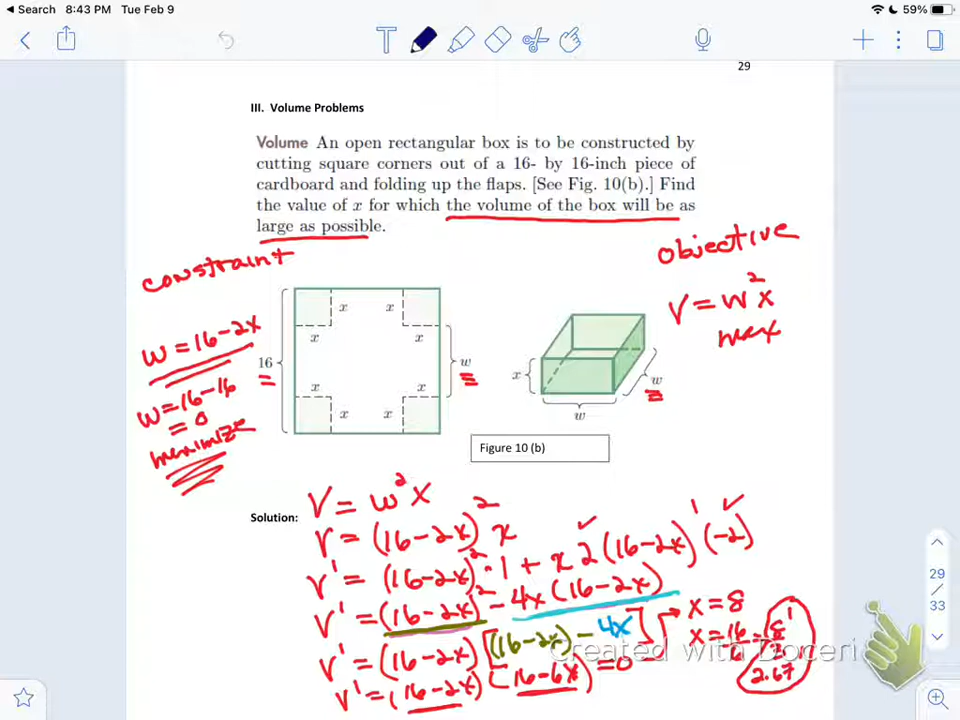 Search 8:43 PM Tue Feb 9 59%
29
III. Volume Problems
Volume An open rectangular box is to be constructed by
cutting square corners out of a 16- by 16-inch piece of
cardboard and folding up the flaps. [See Fig. 10(b).] Find
the value of x for which the volume of the box will be as
large as possible.
constraint
objective
V = w²x
max
w = 16-2x
w = 16-16
= 0
maximize
16
x x
x x
x x
x x
w
x
w
w
Figure 10 (b)
Solution:
V = w²x
V = (16-2x)² x
V' = (16-2x)²·1 + x 2(16-2x)¹(-2)
V' = (16-2x)² - 4x(16-2x)
V' = (16-2x)[(16-2x) - 4x]
V' = (16-2x)(16-6x) = 0
x = 8
x = 16/6 = 8/3
2.67
Created with Doceri
29
/
33